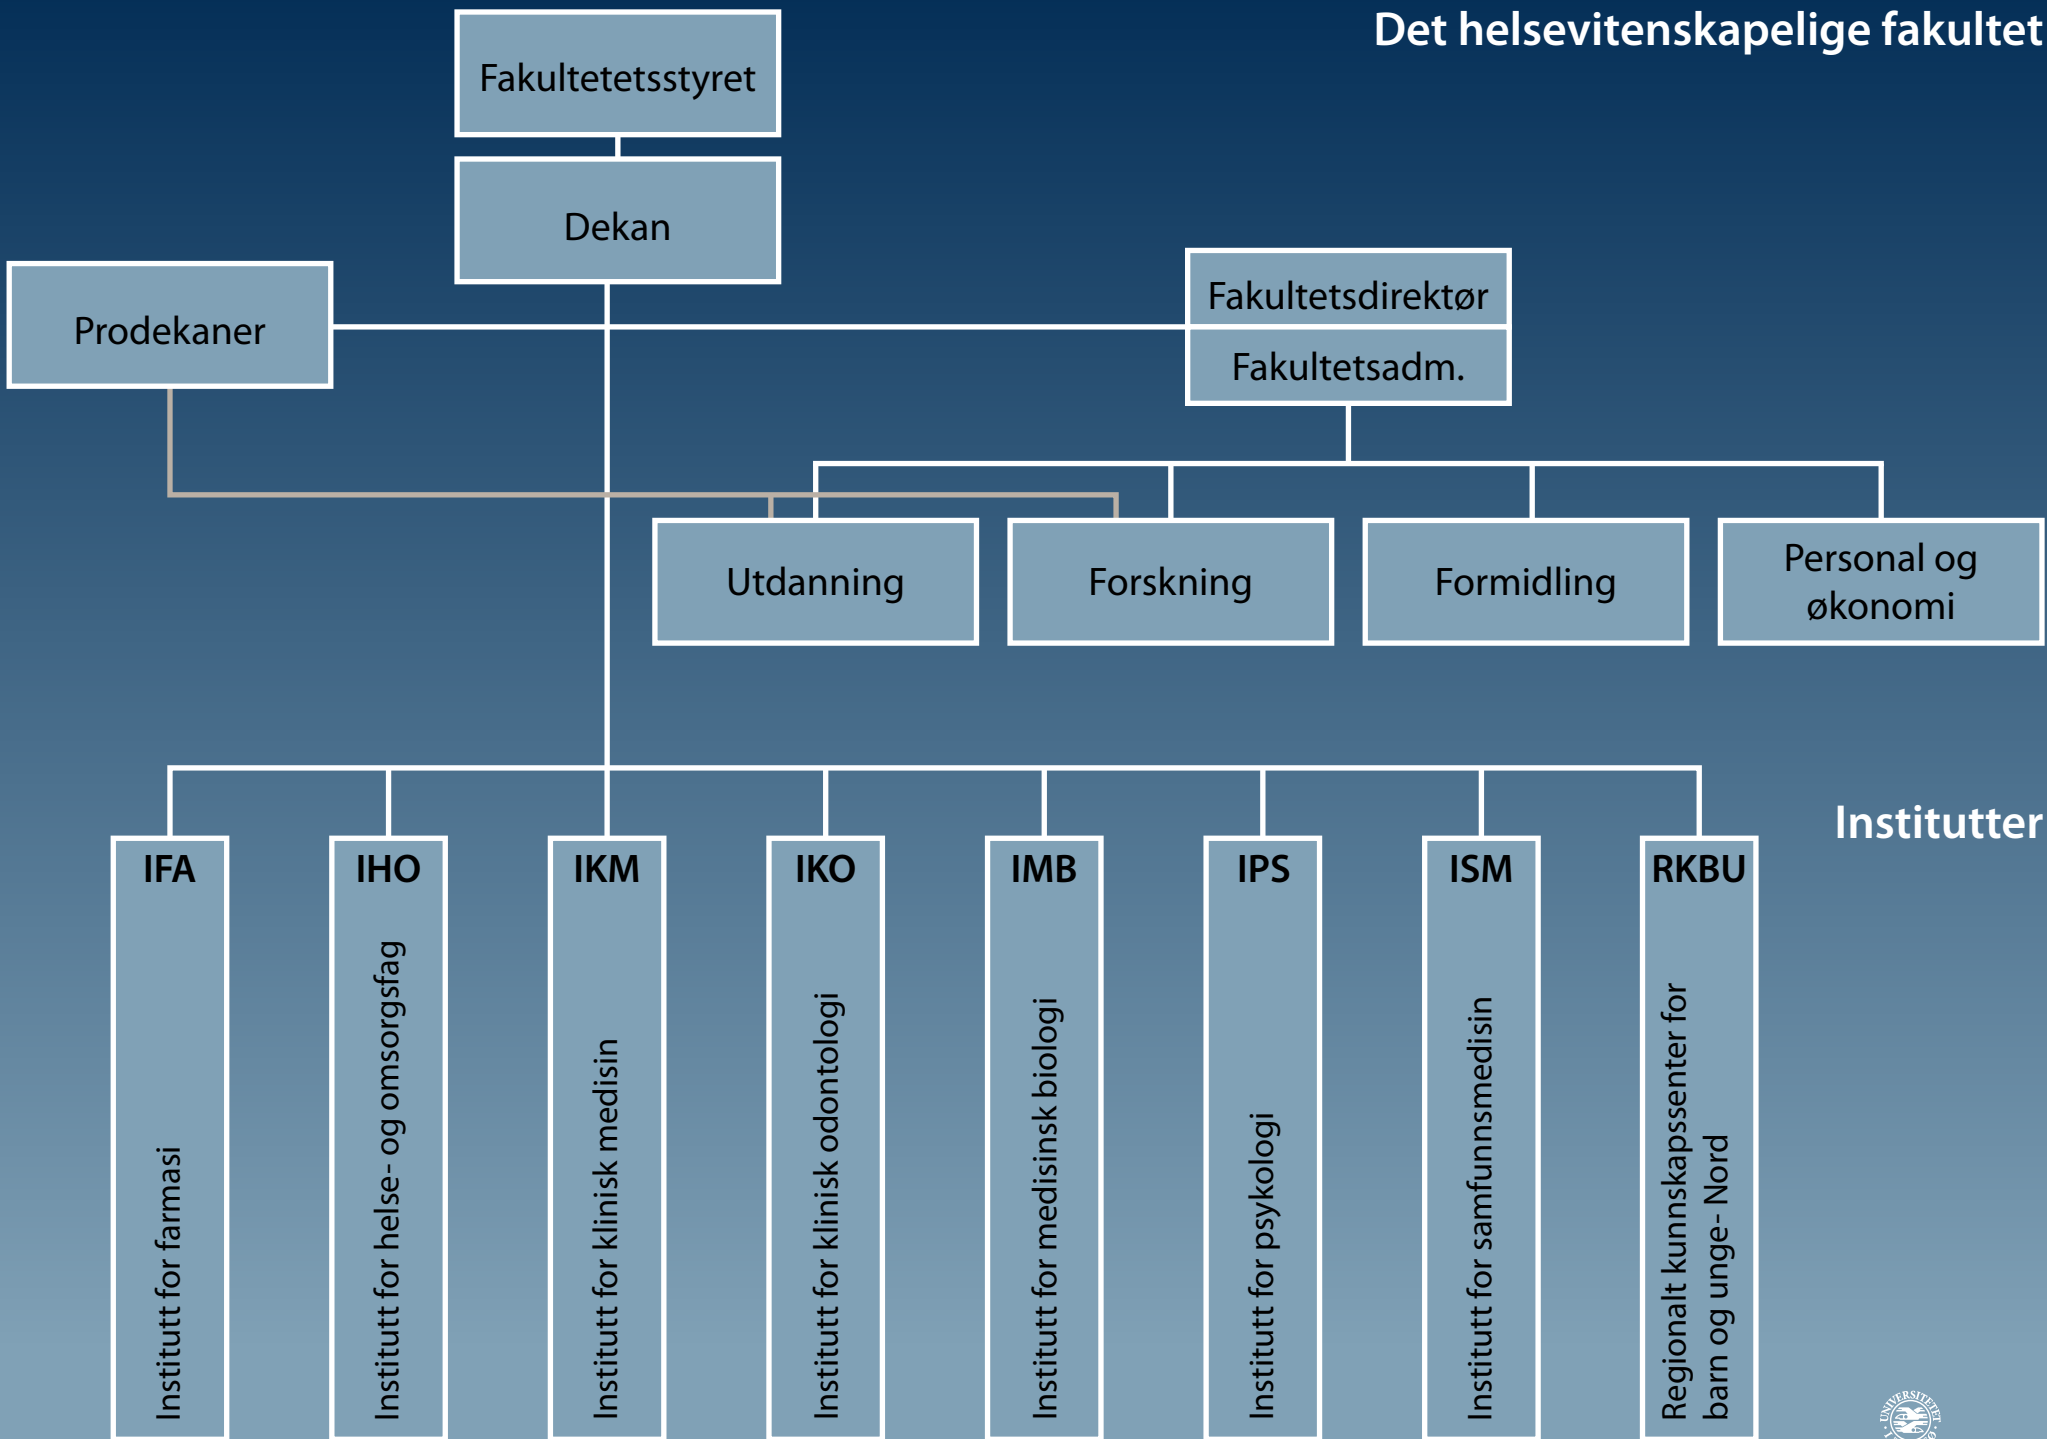 Det helsevitenskapelige fakultet
Fakultetetsstyret
Dekan
Prodekaner
Fakultetsdirektør
Fakultetsadm.
Utdanning
Forskning
Formidling
Personal og
økonomi
Institutter
IFA
Institutt for farmasi
IHO
Institutt for helse- og omsorgsfag
IKM
Institutt for klinisk medisin
IKO
Institutt for klinisk odontologi
IMB
Institutt for medisinsk biologi
IPS
Institutt for psykologi
ISM
Institutt for samfunnsmedisin
RKBU
Regionalt kunnskapssenter for
barn og unge- Nord
UNIVERSITETET